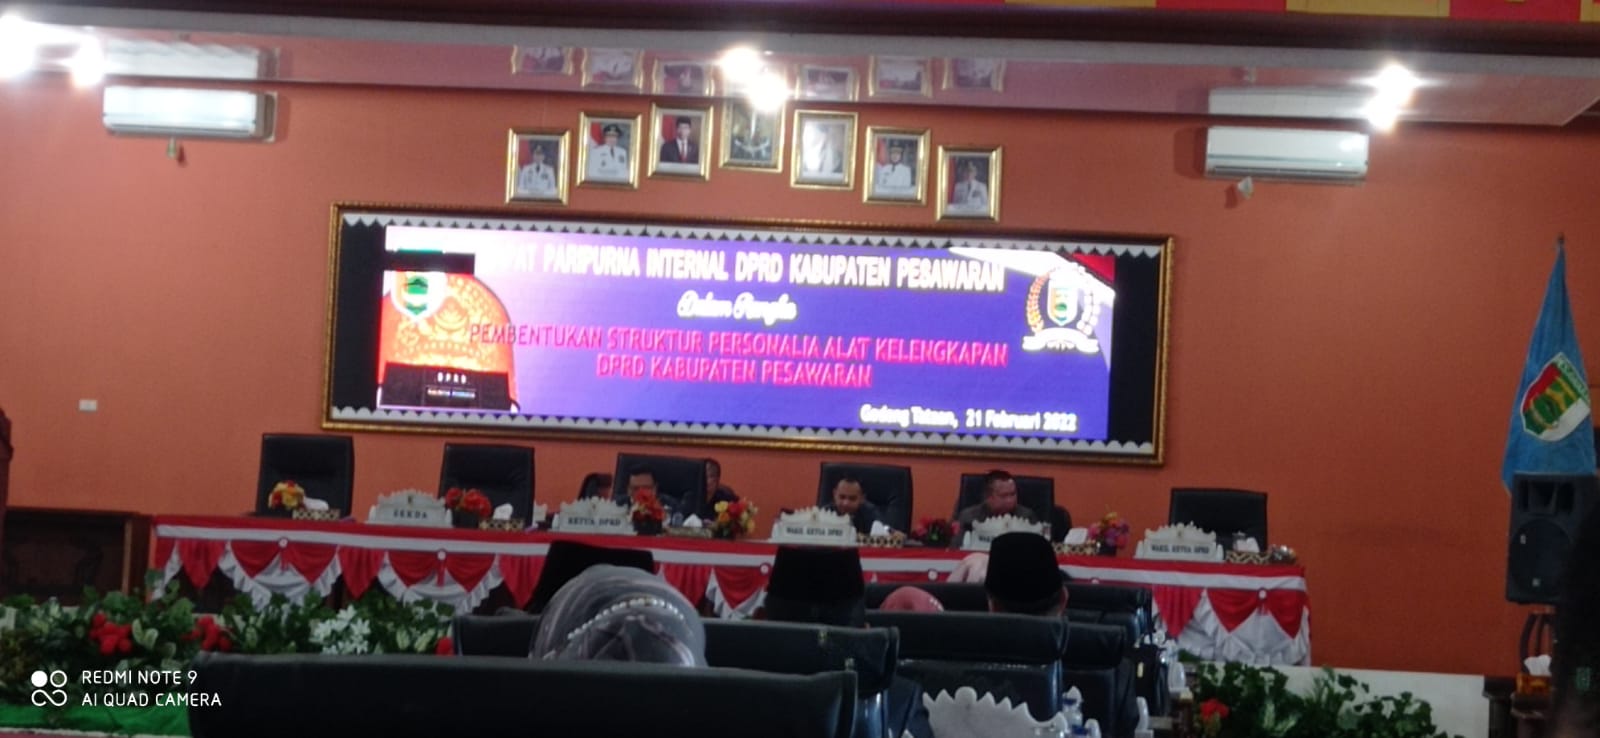 PARIPURNA INTERNAL DPRD KABUPATEN PESAWARAN
Dalam Rangka
PEMBENTUKAN STRUKTUR PERSONALIA ALAT KELENGKAPAN
DPRD KABUPATEN PESAWARAN
DPRD
Gedong Tataan, 21 Februari 2022
SEKDA
KETUA DPRD
WAKIL KETUA DPRD
WAKIL KETUA DPRD
REDMI NOTE 9
AI QUAD CAMERA